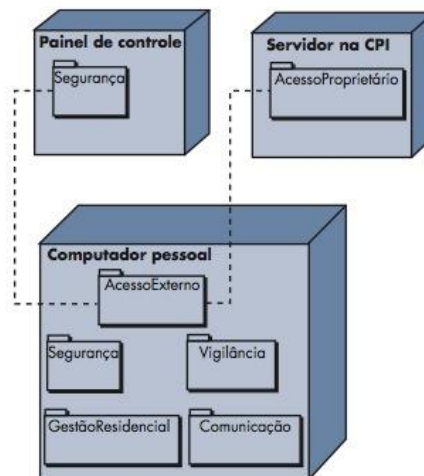 Painel de controle
Segurança
Servidor na CPI
AcessoProprietário
Computador pessoal
AcessoExterno
Segurança
Vigilância
GestãoResidencial
Comunicação